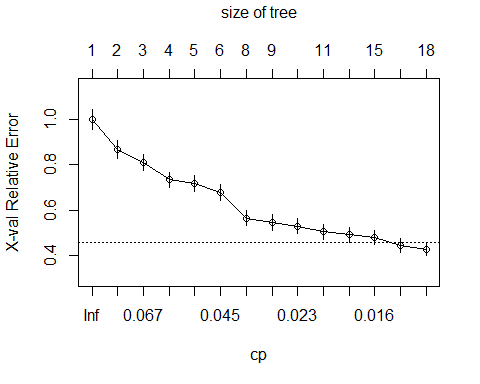 size of tree
1 2 3 4 5 6 8 9 11 15 18
X-val Relative Error
1.0
0.8
0.6
0.4
Inf 0.067 0.045 0.023 0.016
cp